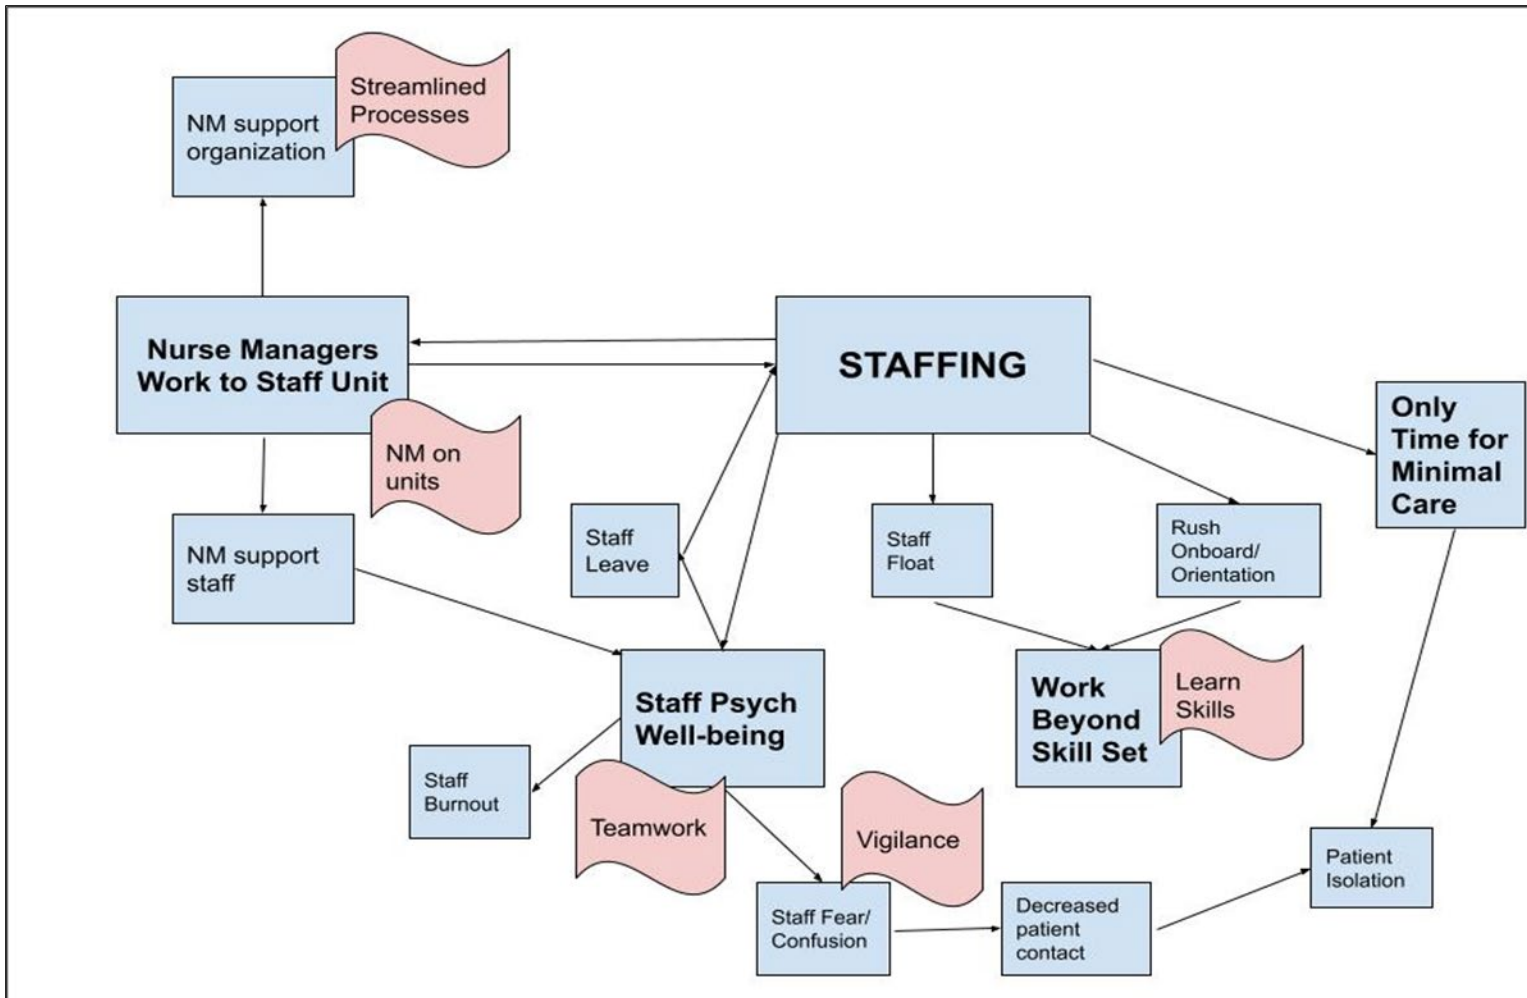 Streamlined
Processes
NM support
organization
Nurse Managers
Work to Staff Unit
STAFFING
Only
Time for
Minimal
Care
NM on
units
NM support
staff
Staff
Leave
Staff
Float
Rush
Onboard/
Orientation
Staff Psych
Well-being
Work
Beyond
Skill Set
Learn
Skills
Staff
Burnout
Teamwork
Vigilance
Patient
Isolation
Staff Fear/
Confusion
Decreased
patient
contact